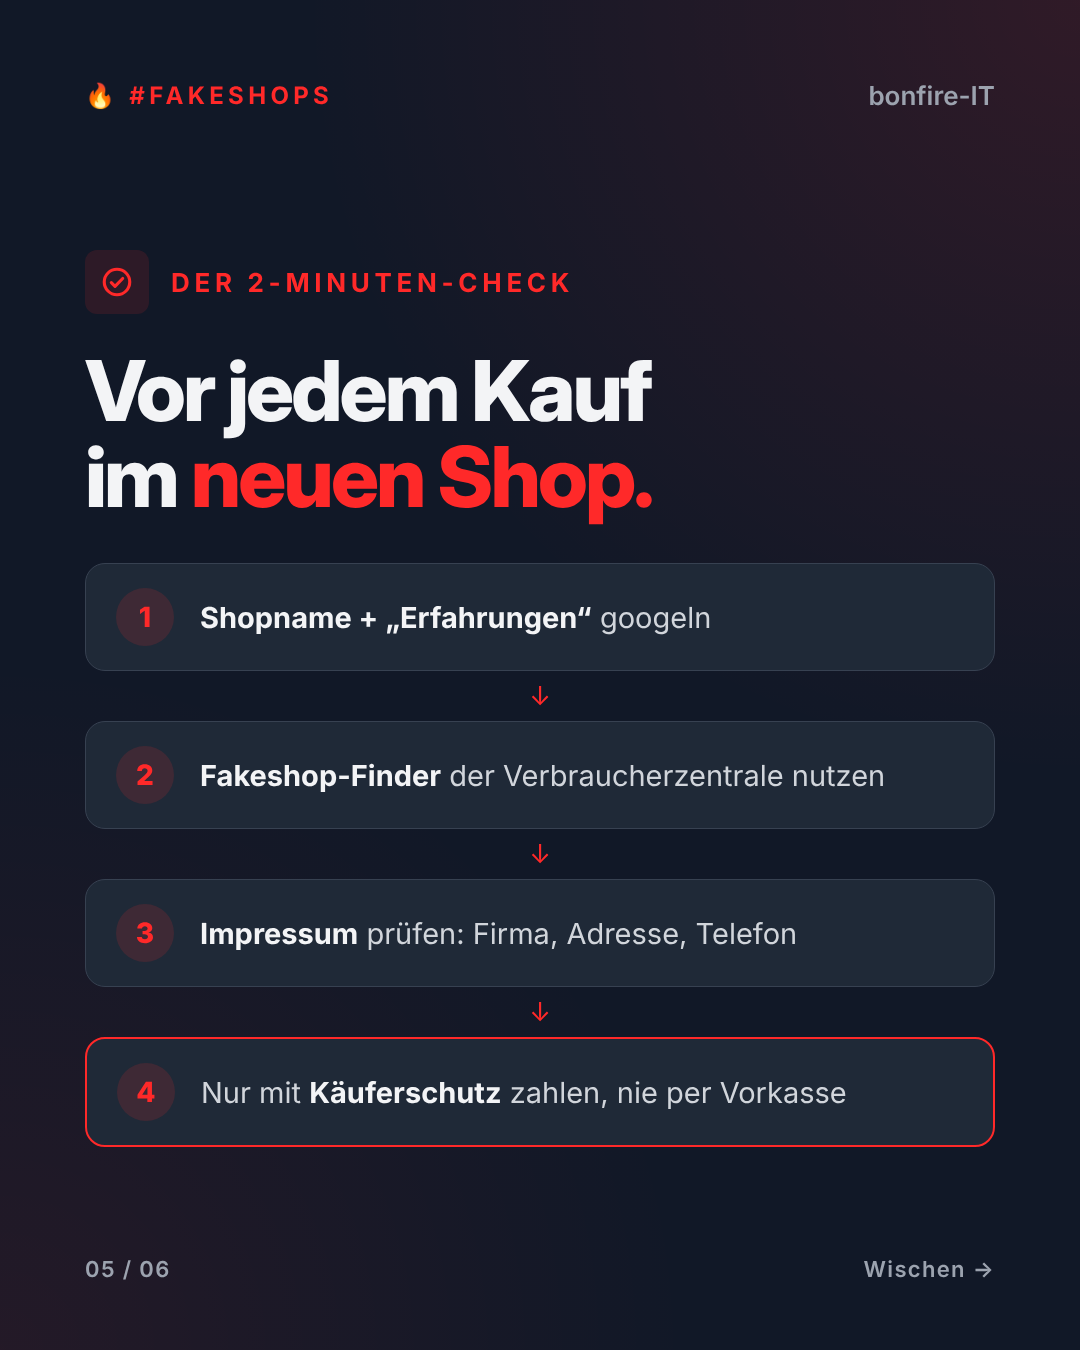 🔥 #FAKESHOPS
bonfire-IT
DER 2-MINUTEN-CHECK
Vor jedem Kauf
im neuen Shop.
1 Shopname + „Erfahrungen“ googeln
↓
2 Fakeshop-Finder der Verbraucherzentrale nutzen
↓
3 Impressum prüfen: Firma, Adresse, Telefon
↓
4 Nur mit Käuferschutz zahlen, nie per Vorkasse
05 / 06
Wischen →